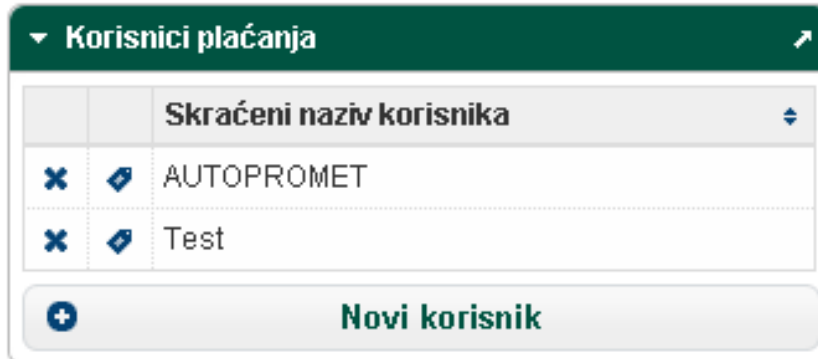 Korisnici plaćanja
Skraćeni naziv korisnika
AUTOPROMET
Test
Novi korisnik